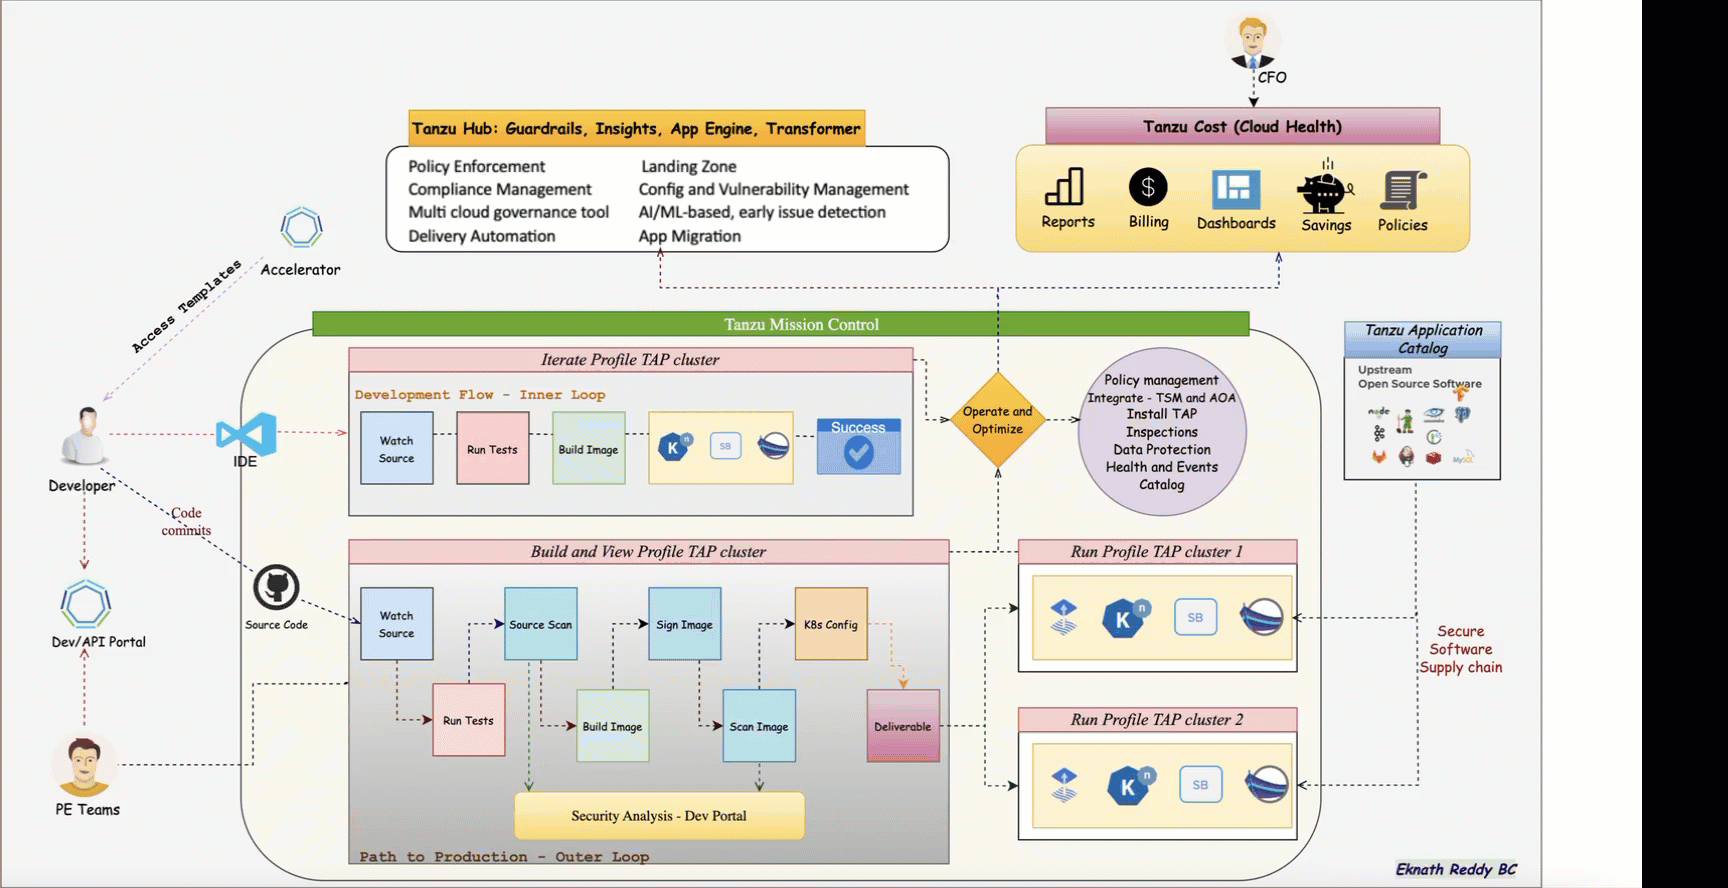 CFO
Tanzu Hub: Guardrails, Insights, App Engine, Transformer
Policy Enforcement
Compliance Management
Multi cloud governance tool
Delivery Automation
Landing Zone
Config and Vulnerability Management
AI/ML-based, early issue detection
App Migration
Tanzu Cost (Cloud Health)
Reports
Billing
$
Dashboards
Savings
Policies
Accelerator
Access Templates
Developer
IDE
Code
commits
Source Code
Dev/API Portal
PE Teams
Tanzu Mission Control
Iterate Profile TAP cluster
Development Flow - Inner Loop
Watch
Source
Run Tests
Build Image
K n
SB
Success
Operate and
Optimize
Policy management
Integrate - TSM and AOA
Install TAP
Inspections
Data Protection
Health and Events
Catalog
Tanzu Application
Catalog
Upstream
Open Source Software
node
MySQL
Build and View Profile TAP cluster
Watch
Source
Run Tests
Source Scan
Build Image
Sign Image
Scan Image
K8s Config
Deliverable
Security Analysis - Dev Portal
Path to Production - Outer Loop
Run Profile TAP cluster 1
K n
SB
Run Profile TAP cluster 2
K n
SB
Secure
Software
Supply chain
Eknath Reddy BC